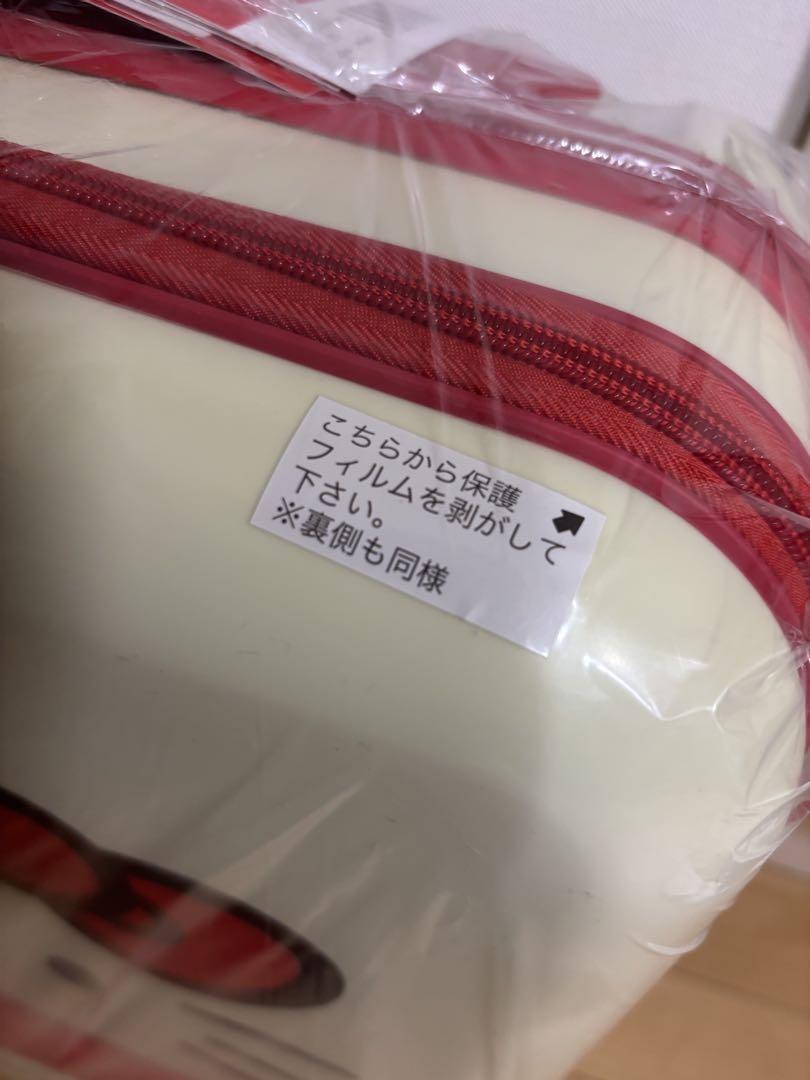 こちらから保護
フィルムを剥がして
下さい。
※裏側も同様